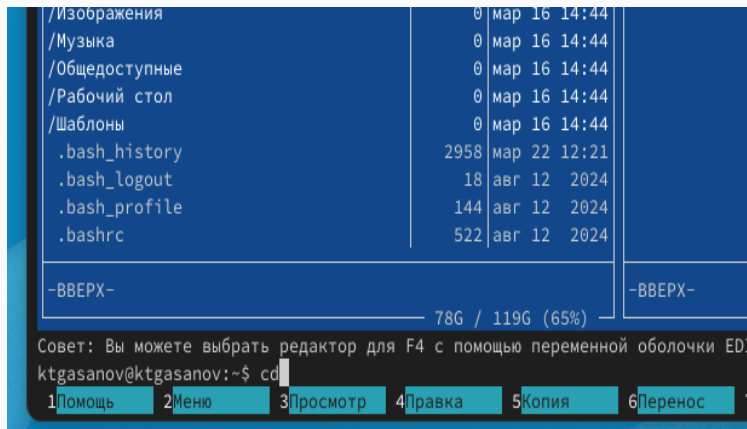 /Изображения 0 мар 16 14:44
/Музыка 0 мар 16 14:44
/Общедоступные 0 мар 16 14:44
/Рабочий стол 0 мар 16 14:44
/Шаблоны 0 мар 16 14:44
.bash_history 2958 мар 22 12:21
.bash_logout 18 авг 12 2024
.bash_profile 144 авг 12 2024
.bashrc 522 авг 12 2024
-ВВЕРХ- -ВВЕРХ-
78G / 119G (65%)
Совет: Вы можете выбрать редактор для F4 с помощью переменной оболочки
ktgasanov@ktgasanov:~$ cd
1Помощь 2Меню 3Просмотр 4Правка 5Копия 6Перенос